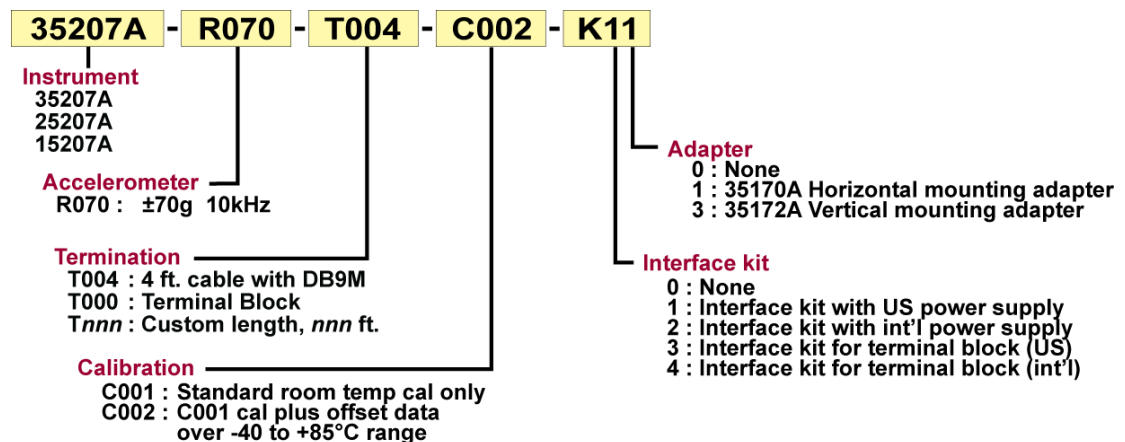 35207A - R070 - T004 - C002 - K11
Instrument
35207A
25207A
15207A
Accelerometer
R070 : ±70g 10kHz
Termination
T004 : 4 ft. cable with DB9M
T000 : Terminal Block
Tnnn : Custom length, nnn ft.
Calibration
C001 : Standard room temp cal only
C002 : C001 cal plus offset data
over -40 to +85°C range
Adapter
0 : None
1 : 35170A Horizontal mounting adapter
3 : 35172A Vertical mounting adapter
Interface kit
0 : None
1 : Interface kit with US power supply
2 : Interface kit with int'l power supply
3 : Interface kit for terminal block (US)
4 : Interface kit for terminal block (int'l)